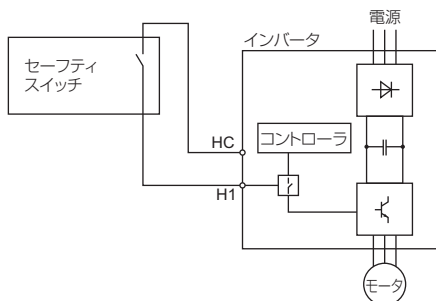 電源
インバータ
セーフティ
スイッチ
HC
コントローラ
H1
モータ